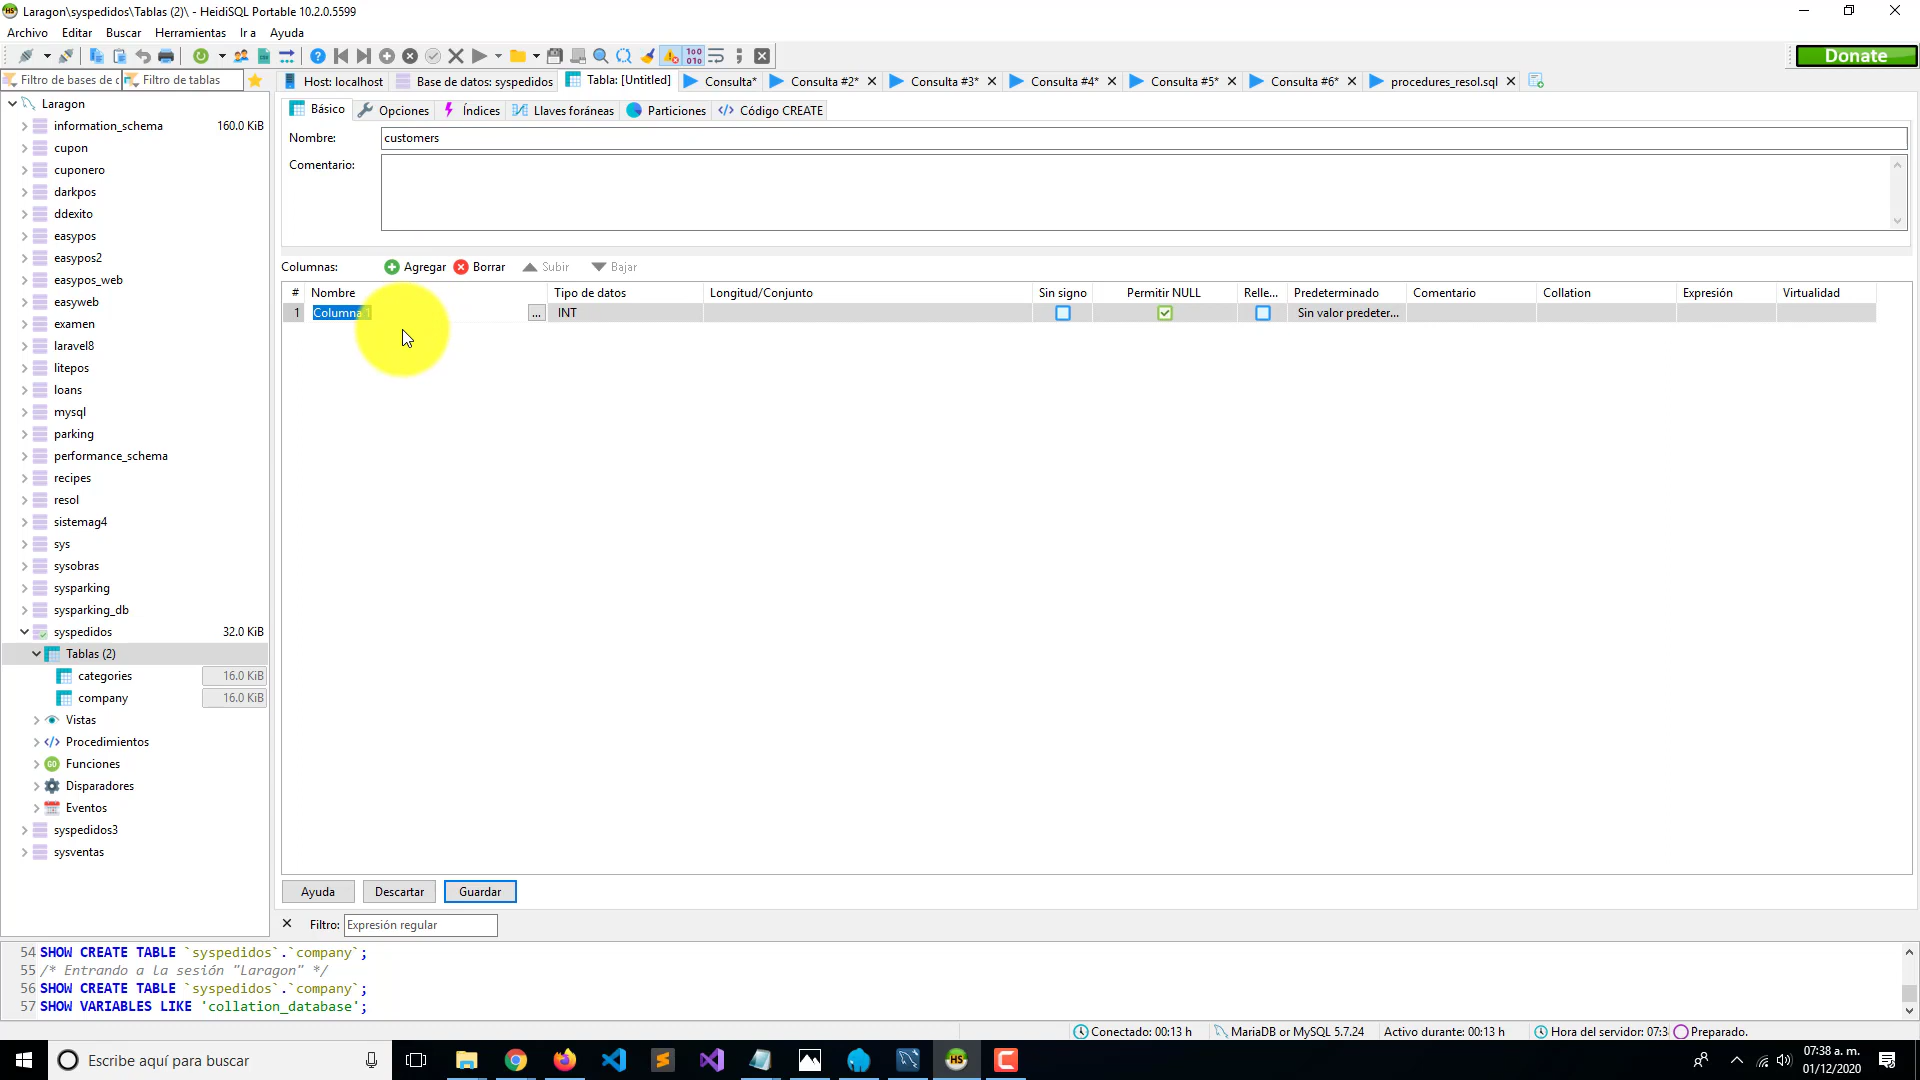 Laragon\syspedidos\Tablas (2)\ - HeidiSQL Portable 10.2.0.5599
Archivo Editar Buscar Herramientas Ir a Ayuda
Donate
Filtro de bases de d Filtro de tablas
Host: localhost Base de datos: syspedidos Tabla: [Untitled] Consulta* Consulta #2* Consulta #3* Consulta #4* Consulta #5* Consulta #6* procedures_resol.sql
Básico Opciones Índices Llaves foráneas Particiones Código CREATE
Nombre: customers
Comentario:
Columnas: Agregar Borrar Subir Bajar
# Nombre Tipo de datos Longitud/Conjunto Sin signo Permitir NULL Relle... Predeterminado Comentario Collation Expresión Virtualidad
1 Columna 1 ... INT Sin valor predeter...
Laragon
information_schema 160.0 KiB
cupon
cuponero
darkpos
ddexito
easypos
easypos2
easypos_web
easyweb
examen
laravel8
litepos
loans
mysql
parking
performance_schema
recipes
resol
sistemag4
sys
sysobras
sysparking
sysparking_db
syspedidos 32.0 KiB
Tablas (2)
categories 16.0 KiB
company 16.0 KiB
Vistas
Procedimientos
Funciones
Disparadores
Eventos
syspedidos3
sysventas
Ayuda Descartar Guardar
Filtro: Expresión regular
54 SHOW CREATE TABLE `syspedidos`.`company`;
55 /* Entrando a la sesión "Laragon" */
56 SHOW CREATE TABLE `syspedidos`.`company`;
57 SHOW VARIABLES LIKE 'collation_database';
Conectado: 00:13 h MariaDB or MySQL 5.7.24 Activo durante: 00:13 h Hora del servidor: 07:3 Preparado.
Escribe aquí para buscar
07:38 a. m.
01/12/2020